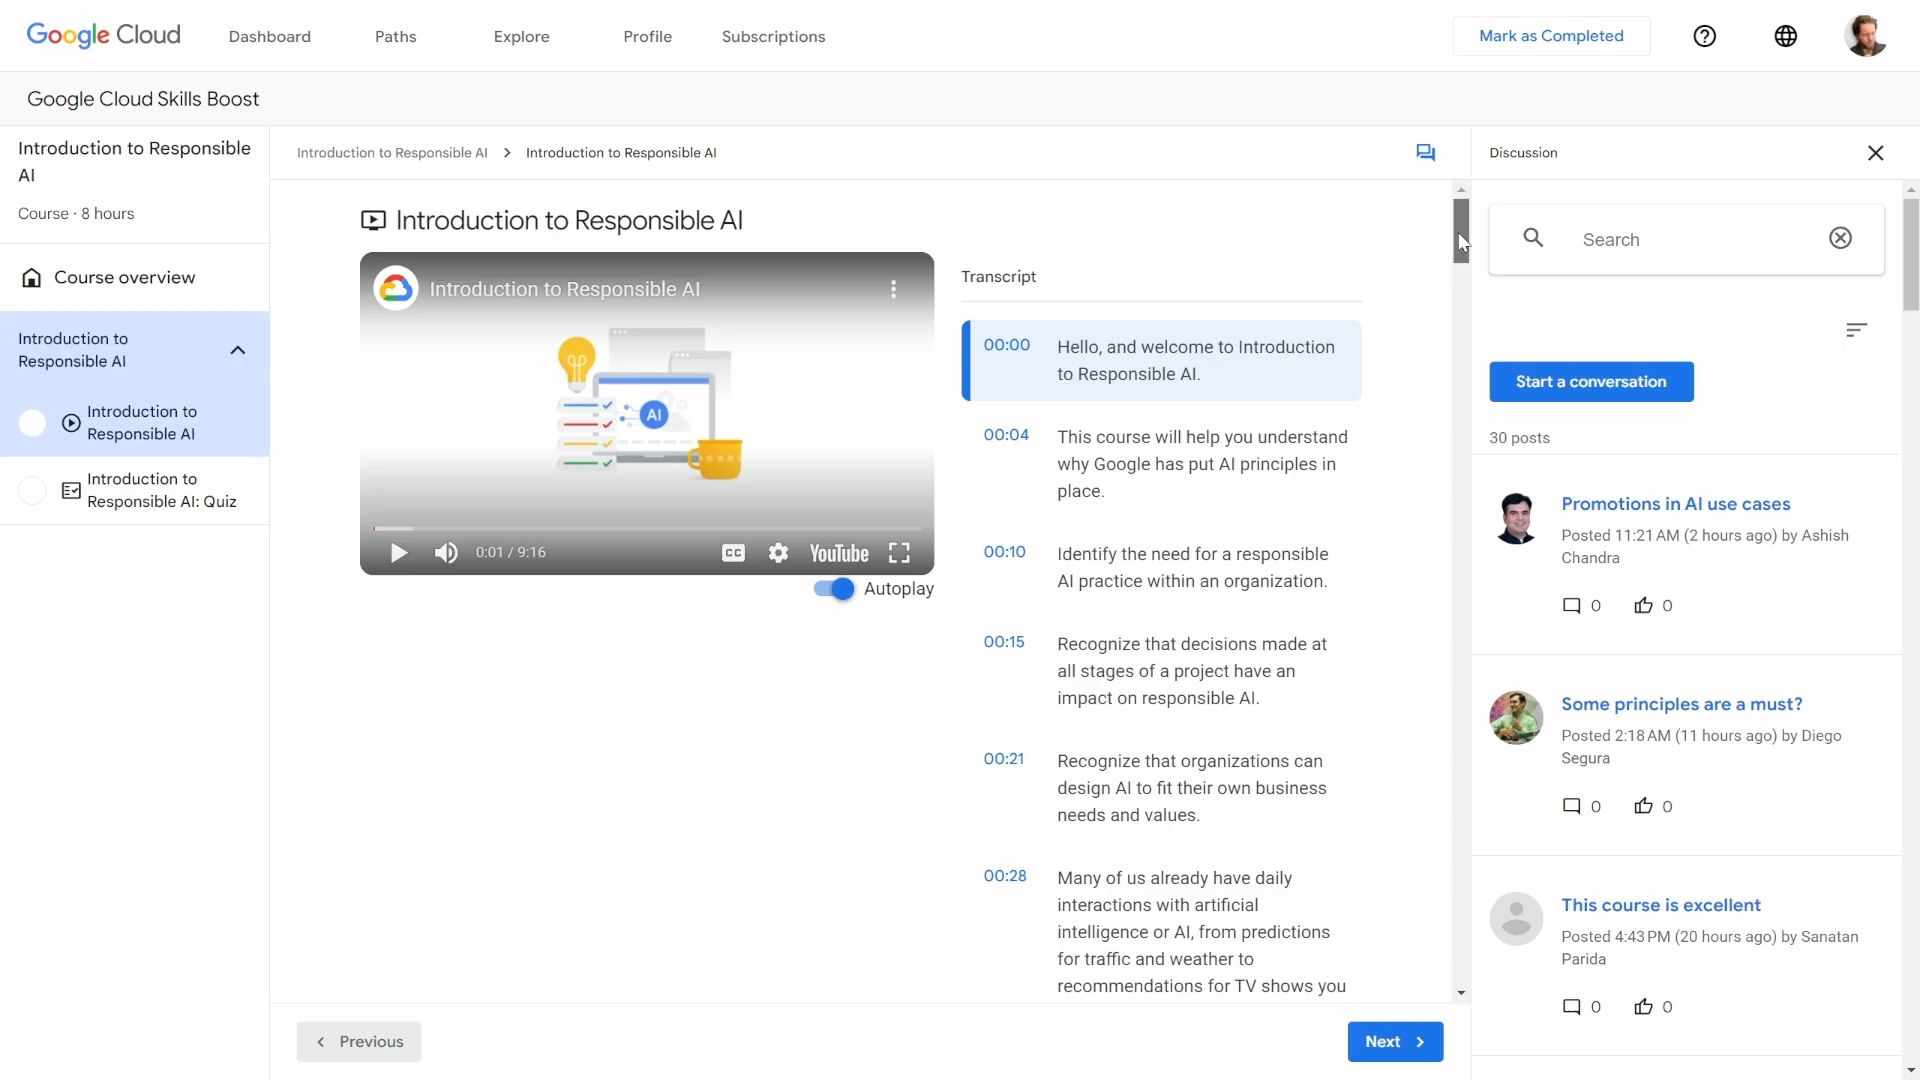 Google Cloud
Dashboard
Paths
Explore
Profile
Subscriptions
Mark as Completed
Google Cloud Skills Boost
Introduction to Responsible
AI
Course · 8 hours
Course overview
Introduction to
Responsible AI
Introduction to
Responsible AI
Introduction to
Responsible AI: Quiz
Introduction to Responsible AI > Introduction to Responsible AI
Introduction to Responsible AI
Introduction to Responsible AI
AI
0:01 / 9:16
CC
YouTube
Autoplay
Transcript
00:00
Hello, and welcome to Introduction
to Responsible AI.
00:04
This course will help you understand
why Google has put AI principles in
place.
00:10
Identify the need for a responsible
AI practice within an organization.
00:15
Recognize that decisions made at
all stages of a project have an
impact on responsible AI.
00:21
Recognize that organizations can
design AI to fit their own business
needs and values.
00:28
Many of us already have daily
interactions with artificial
intelligence or AI, from predictions
for traffic and weather to
recommendations for TV shows you
Previous
Next
Discussion
Search
Start a conversation
30 posts
Promotions in AI use cases
Posted 11:21 AM (2 hours ago) by Ashish
Chandra
0
0
Some principles are a must?
Posted 2:18 AM (11 hours ago) by Diego
Segura
0
0
This course is excellent
Posted 4:43 PM (20 hours ago) by Sanatan
Parida
0
0